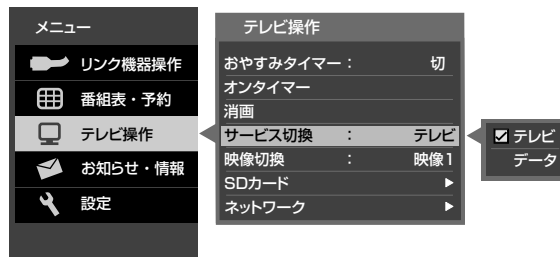 メニュー
リンク機器操作
番組表・予約
テレビ操作
お知らせ・情報
設定
テレビ操作
おやすみタイマー： 切
オンタイマー
消画
サービス切換 ： テレビ
映像切換 ： 映像1
SDカード
ネットワーク
テレビ
データ